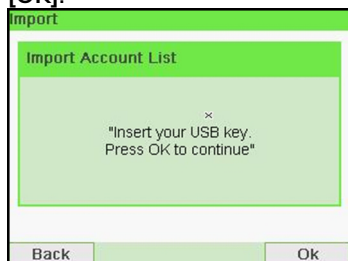 [OK].
Import
Import Account List
"Insert your USB key.
Press OK to continue"
Back
Ok